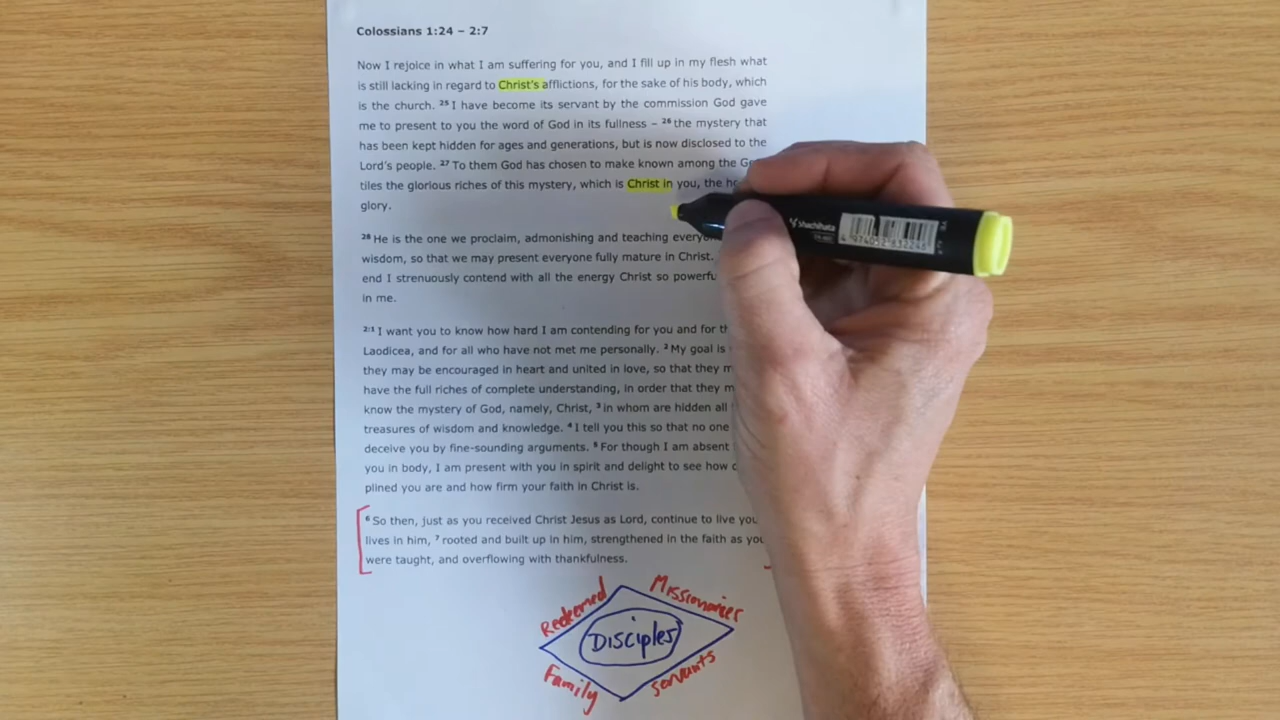 Colossians 1:24 – 2:7
Now I rejoice in what I am suffering for you, and I fill up in my flesh what
is still lacking in regard to Christ's afflictions, for the sake of his body, which
is the church. 25 I have become its servant by the commission God gave
me to present to you the word of God in its fullness – 26 the mystery that
has been kept hidden for ages and generations, but is now disclosed to the
Lord's people. 27 To them God has chosen to make known among the
tiles the glorious riches of this mystery, which is Christ in you, the
glory.
28 He is the one we proclaim, admonishing and teaching
wisdom, so that we may present everyone fully mature in Christ.
end I strenuously contend with all the energy Christ so
in me.
2:1 I want you to know how hard I am contending for you and for
Laodicea, and for all who have not met me personally. 2 My goal is
they may be encouraged in heart and united in love, so that they
have the full riches of complete understanding, in order that they
know the mystery of God, namely, Christ, 3 in whom are hidden all
treasures of wisdom and knowledge. 4 I tell you this so that no one
deceive you by fine-sounding arguments. 5 For though I am absent
you in body, I am present with you in spirit and delight to see how
plined you are and how firm your faith in Christ is.
6 So then, just as you received Christ Jesus as Lord, continue to live
lives in him, 7 rooted and built up in him, strengthened in the faith as you
were taught, and overflowing with thankfulness.
Redeemed
Missionaries
Disciples
Family
servants
Shachihata
4 974052 832246